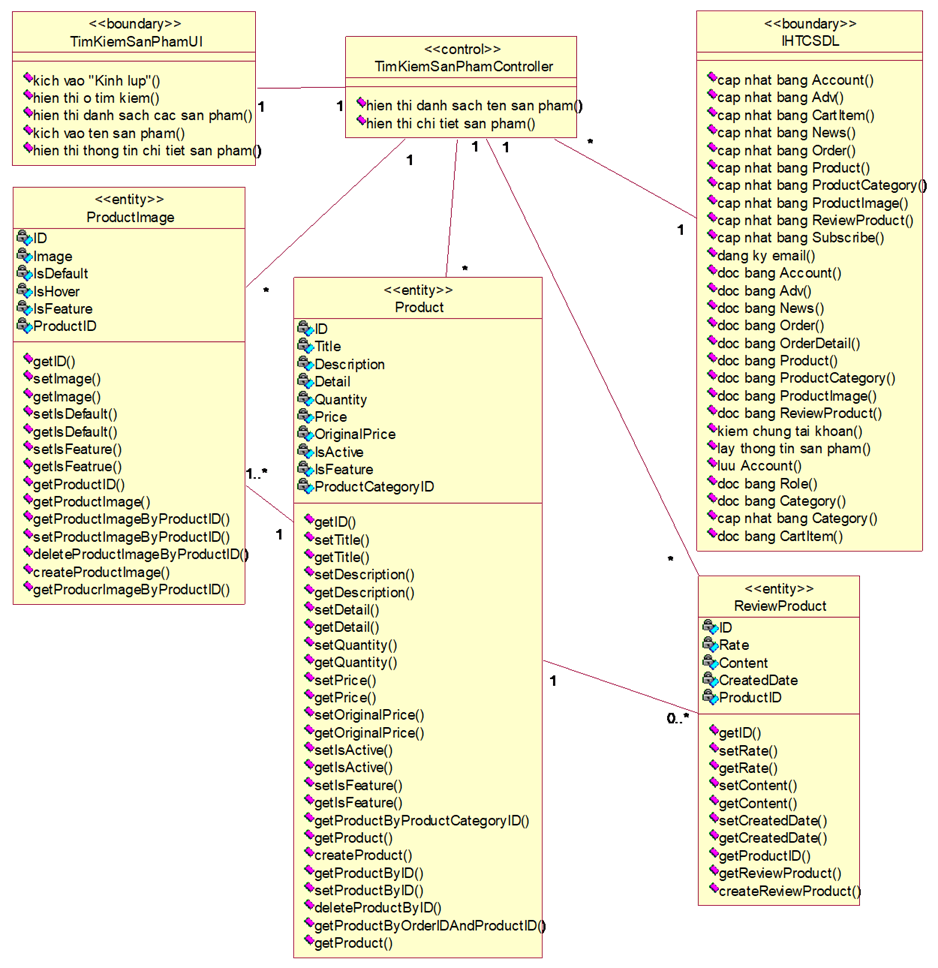 <<boundary>>
TimKiemSanPhamUI
kich vao "Kinh lup"()
hien thi o tim kiem()
hien thi danh sach cac san pham()
kich vao ten san pham()
hien thi thong tin chi tiet san pham()
1
1
<<control>>
TimKiemSanPhamController
hien thi danh sach ten san pham()
hien thi chi tiet san pham()
1
1
1
*
<<boundary>>
IHTCSDL
cap nhat bang Account()
cap nhat bang Adv()
cap nhat bang CartItem()
cap nhat bang News()
cap nhat bang Order()
cap nhat bang Product()
cap nhat bang ProductCategory()
cap nhat bang ProductImage()
cap nhat bang ReviewProduct()
cap nhat bang Subscribe()
dang ky email()
doc bang Account()
doc bang Adv()
doc bang News()
doc bang Order()
doc bang OrderDetail()
doc bang Product()
doc bang ProductCategory()
doc bang ProductImage()
doc bang ReviewProduct()
kiem chung tai khoan()
lay thong tin san pham()
luu Account()
doc bang Role()
doc bang Category()
cap nhat bang Category()
doc bang CartItem()
1
<<entity>>
ProductImage
ID
Image
IsDefault
IsHover
IsFeature
ProductID
getID()
setImage()
getImage()
setIsDefault()
getIsDefault()
setIsFeature()
getIsFeatrue()
getProductID()
getProductImage()
getProductImageByProductID()
setProductImageByProductID()
deleteProductImageByProductID()
createProductImage()
getProducrImageByProductID()
*
1..*
1
*
<<entity>>
Product
ID
Title
Description
Detail
Quantity
Price
OriginalPrice
IsActive
IsFeature
ProductCategoryID
getID()
setTitle()
getTitle()
setDescription()
getDescription()
setDetail()
getDetail()
setQuantity()
getQuantity()
setPrice()
getPrice()
setOriginalPrice()
getOriginalPrice()
setIsActive()
getIsActive()
setIsFeature()
getIsFeature()
getProductByProductCategoryID()
getProduct()
createProduct()
getProductByID()
setProductByID()
deleteProductByID()
getProductByOrderIDAndProductID()
getProduct()
1
0..*
*
<<entity>>
ReviewProduct
ID
Rate
Content
CreatedDate
ProductID
getID()
setRate()
getRate()
setContent()
getContent()
setCreatedDate()
getCreatedDate()
getProductID()
getReviewProduct()
createReviewProduct()